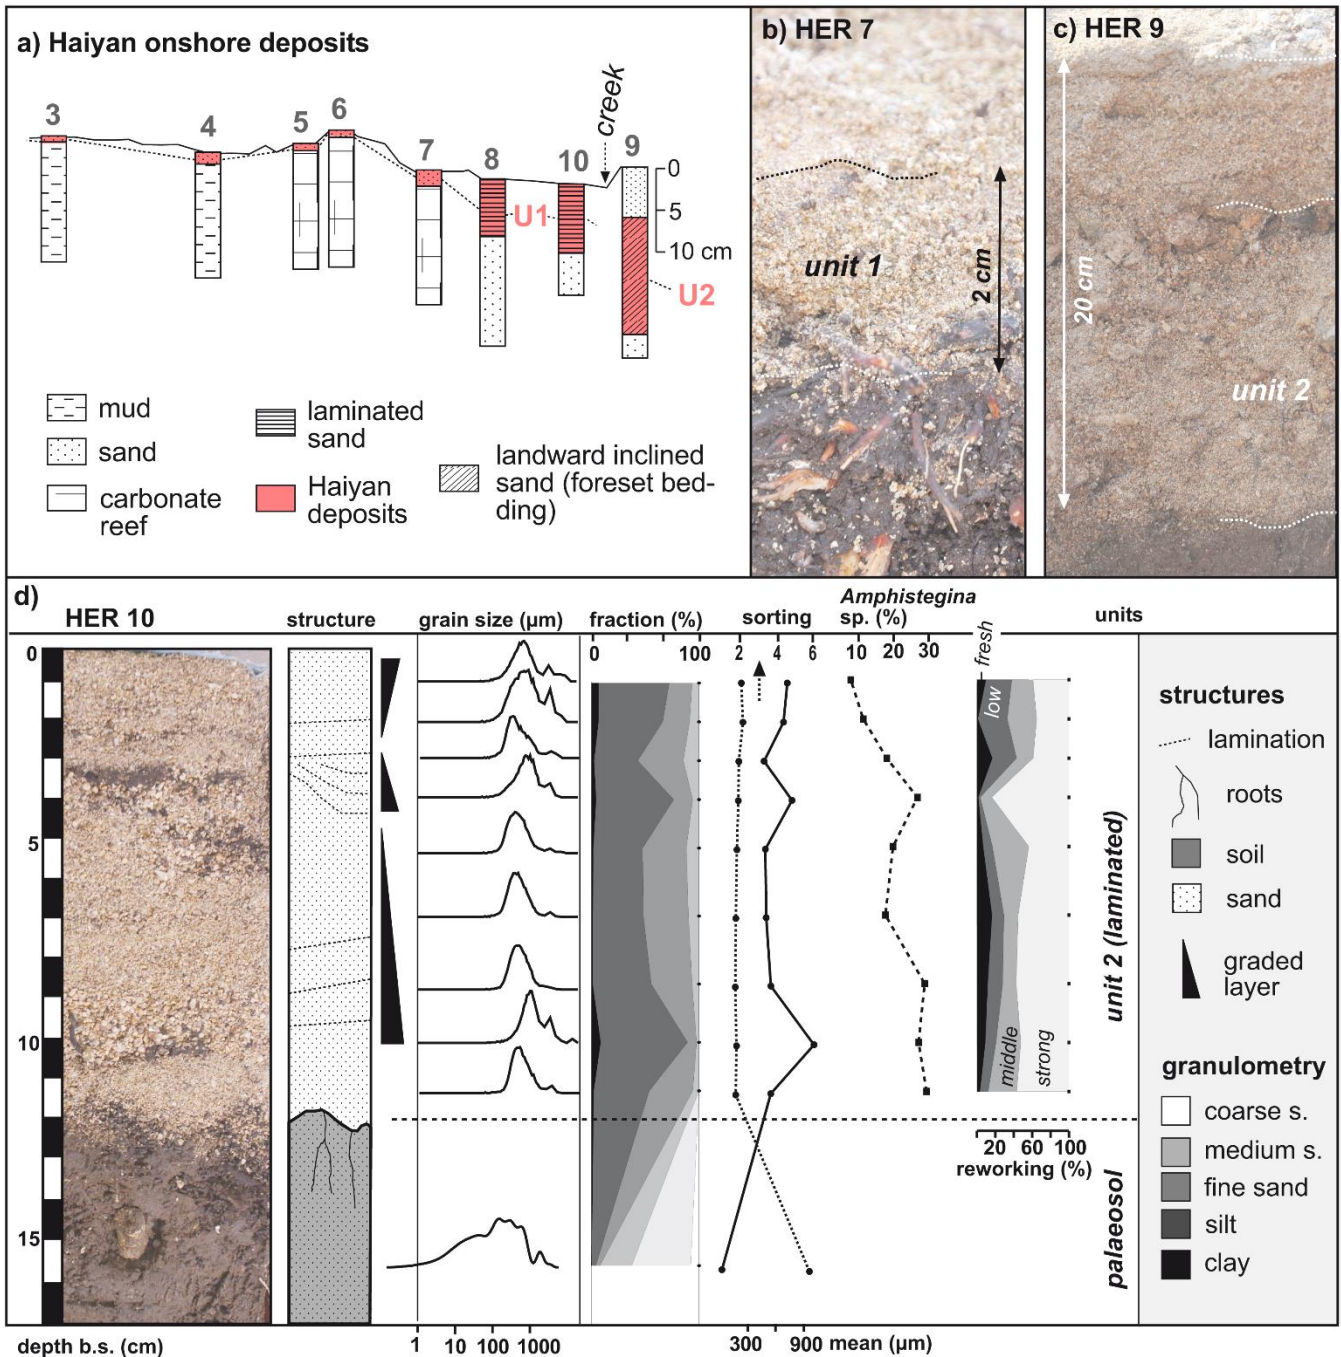 a) Haiyan onshore deposits
3
4
5
6
7
8
10
9
creek
U1
U2
0
5
10 cm
mud
sand
carbonate
reef
laminated
sand
Haiyan
deposits
landward inclined
sand (foreset bed-
ding)
b) HER 7
unit 1
2 cm
c) HER 9
20 cm
unit 2
d)
HER 10
structure
grain size (µm)
fraction (%)
sorting
Amphistegina
sp. (%)
units
0
5
10
15
0 100
2 4 6
10 20 30
fresh
low
middle
strong
20 60 100
reworking (%)
unit 2 (laminated)
palaeosol
depth b.s. (cm)
1 10 100 1000
300 900 mean (µm)
structures
lamination
roots
soil
sand
graded
layer
granulometry
coarse s.
medium s.
fine sand
silt
clay